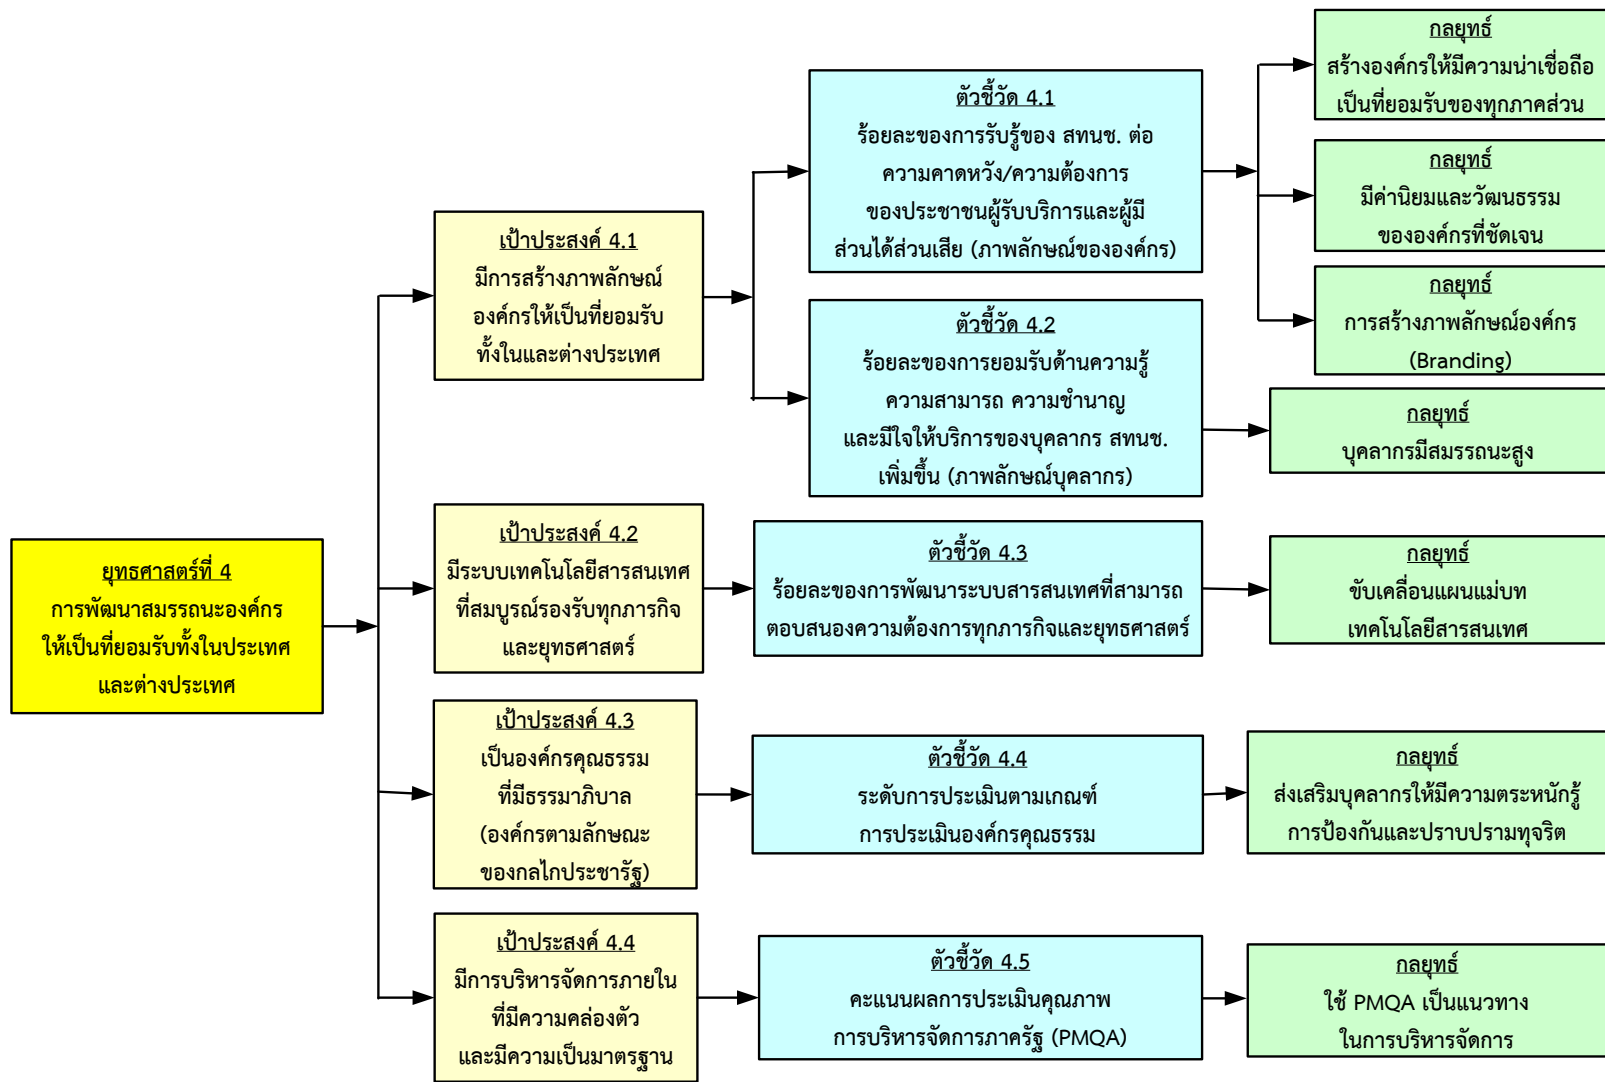 ยุทธศาสตร์ที่ 4
การพัฒนาสมรรถนะองค์กร
ให้เป็นที่ยอมรับทั้งในประเทศ
และต่างประเทศ
เป้าประสงค์ 4.1
มีการสร้างภาพลักษณ์
องค์กรให้เป็นที่ยอมรับ
ทั้งในและต่างประเทศ
ตัวชี้วัด 4.1
ร้อยละของการรับรู้ของ สทนช. ต่อ
ความคาดหวัง/ความต้องการ
ของประชาชนผู้รับบริการและผู้มี
ส่วนได้ส่วนเสีย (ภาพลักษณ์ขององค์กร)
กลยุทธ์
สร้างองค์กรให้มีความน่าเชื่อถือ
เป็นที่ยอมรับของทุกภาคส่วน
กลยุทธ์
มีค่านิยมและวัฒนธรรม
ขององค์กรที่ชัดเจน
กลยุทธ์
การสร้างภาพลักษณ์องค์กร
(Branding)
ตัวชี้วัด 4.2
ร้อยละของการยอมรับด้านความรู้
ความสามารถ ความชำนาญ
และมีใจให้บริการของบุคลากร สทนช.
เพิ่มขึ้น (ภาพลักษณ์บุคลากร)
กลยุทธ์
บุคลากรมีสมรรถนะสูง
เป้าประสงค์ 4.2
มีระบบเทคโนโลยีสารสนเทศ
ที่สมบูรณ์รองรับทุกภารกิจ
และยุทธศาสตร์
ตัวชี้วัด 4.3
ร้อยละของการพัฒนาระบบสารสนเทศที่สามารถ
ตอบสนองความต้องการทุกภารกิจและยุทธศาสตร์
กลยุทธ์
ขับเคลื่อนแผนแม่บท
เทคโนโลยีสารสนเทศ
เป้าประสงค์ 4.3
เป็นองค์กรคุณธรรม
ที่มีธรรมาภิบาล
(องค์กรตามลักษณะ
ของกลไกประชารัฐ)
ตัวชี้วัด 4.4
ระดับการประเมินตามเกณฑ์
การประเมินองค์กรคุณธรรม
กลยุทธ์
ส่งเสริมบุคลากรให้มีความตระหนักรู้
การป้องกันและปราบปรามทุจริต
เป้าประสงค์ 4.4
มีการบริหารจัดการภายใน
ที่มีความคล่องตัว
และมีความเป็นมาตรฐาน
ตัวชี้วัด 4.5
คะแนนผลการประเมินคุณภาพ
การบริหารจัดการภาครัฐ (PMQA)
กลยุทธ์
ใช้ PMQA เป็นแนวทาง
ในการบริหารจัดการ